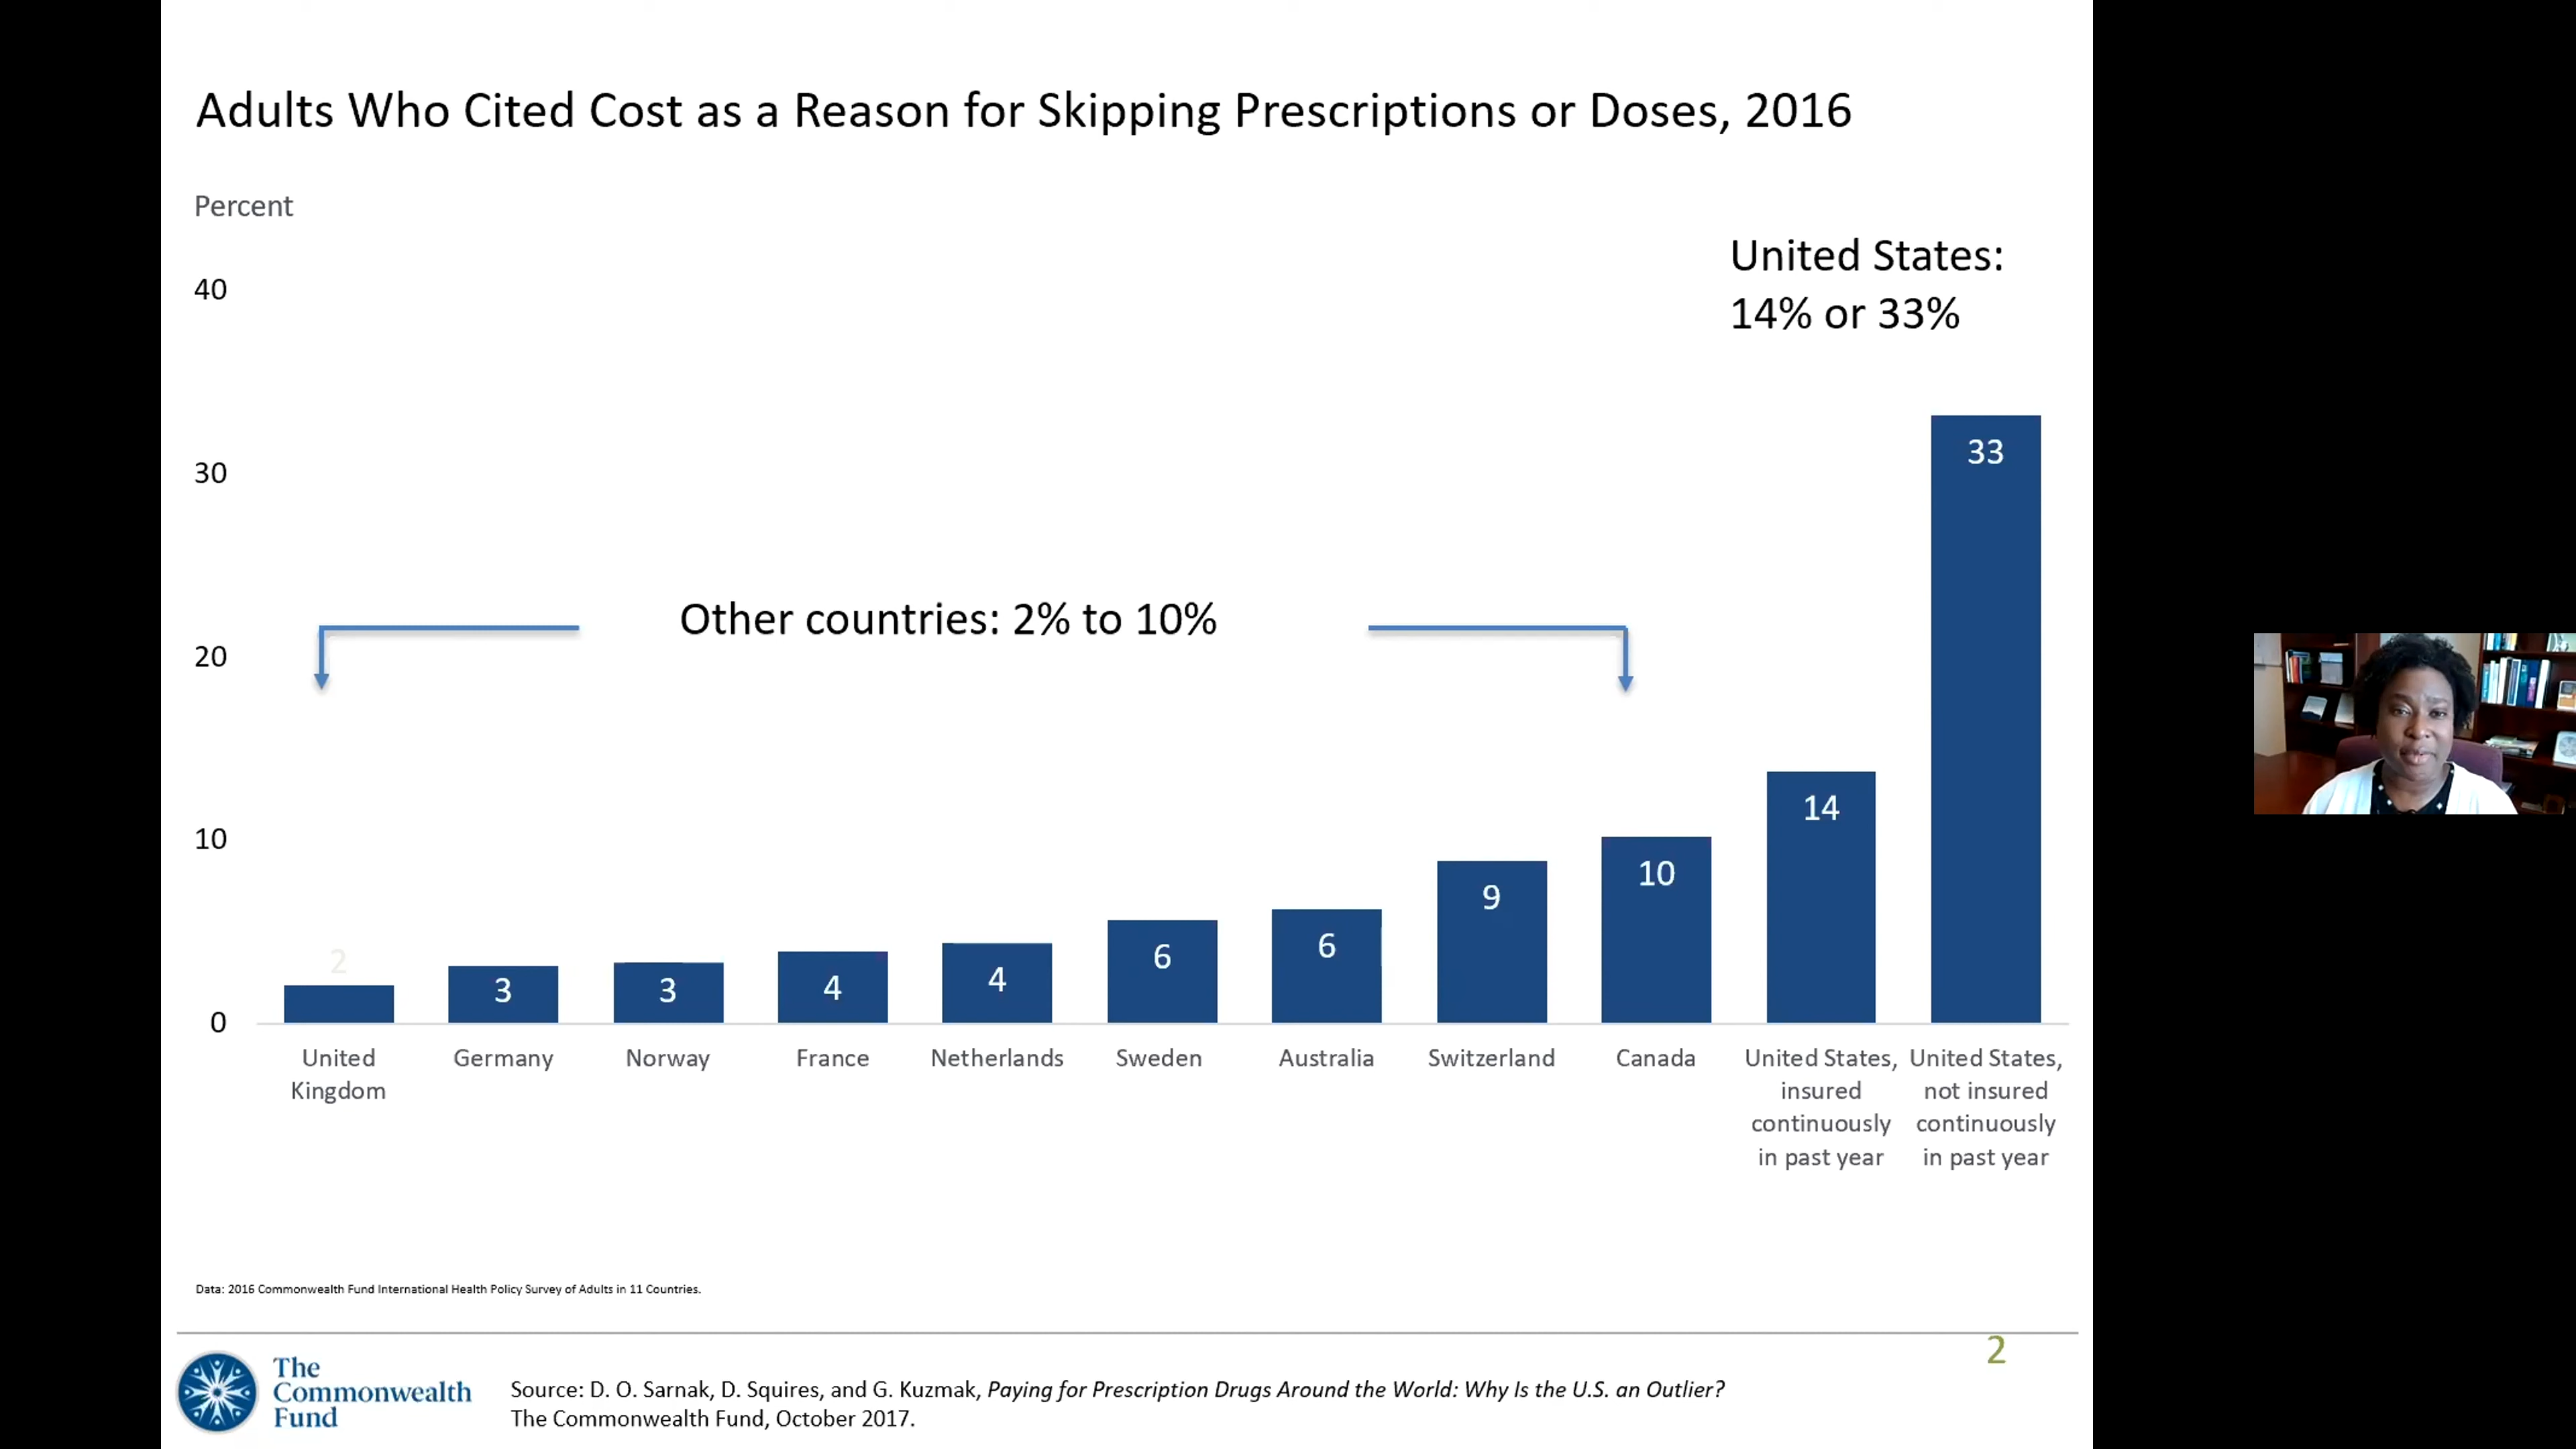 Adults Who Cited Cost as a Reason for Skipping Prescriptions or Doses, 2016
Percent
United States:
14% or 33%
40
30
20
10
0
Other countries: 2% to 10%
2
3
3
4
4
6
6
9
10
14
33
United
Kingdom
Germany
Norway
France
Netherlands
Sweden
Australia
Switzerland
Canada
United States,
insured
continuously
in past year
United States,
not insured
continuously
in past year
Data: 2016 Commonwealth Fund International Health Policy Survey of Adults in 11 Countries.
2
The
Commonwealth
Fund
Source: D. O. Sarnak, D. Squires, and G. Kuzmak, Paying for Prescription Drugs Around the World: Why Is the U.S. an Outlier?
The Commonwealth Fund, October 2017.